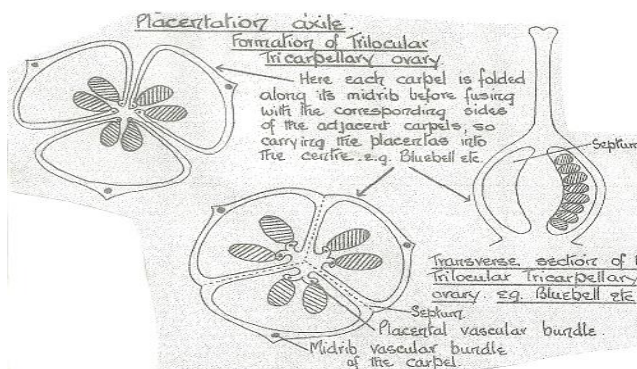 Placentation axile.
Formation of Trilocular
Tricarpellary ovary
Here each carpel is folded
along its midrib before fusing
with the corresponding sides
of the adjacent carpels, so
carrying the placentas into
the centre. e.g. Bluebell etc.
Septum
Transverse section of
Trilocular Tricarpellary
ovary. e.g. Bluebell etc
Septum
Placental vascular bundle.
Midrib vascular bundle
of the carpel.